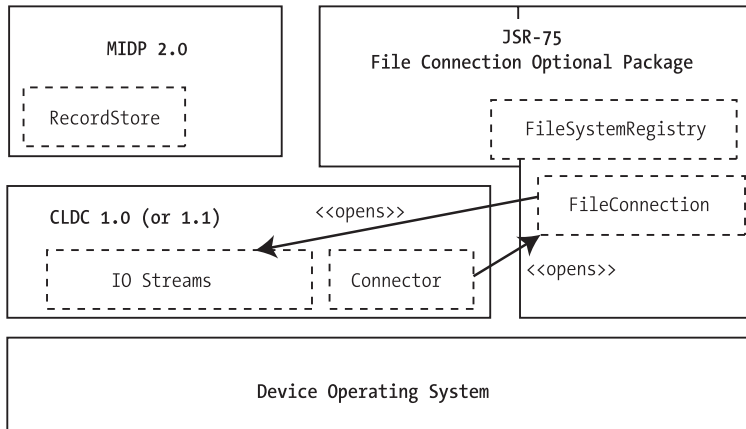 MIDP 2.0
RecordStore
JSR-75
File Connection Optional Package
FileSystemRegistry
FileConnection
CLDC 1.0 (or 1.1)
<<opens>>
IO Streams
Connector
<<opens>>
Device Operating System